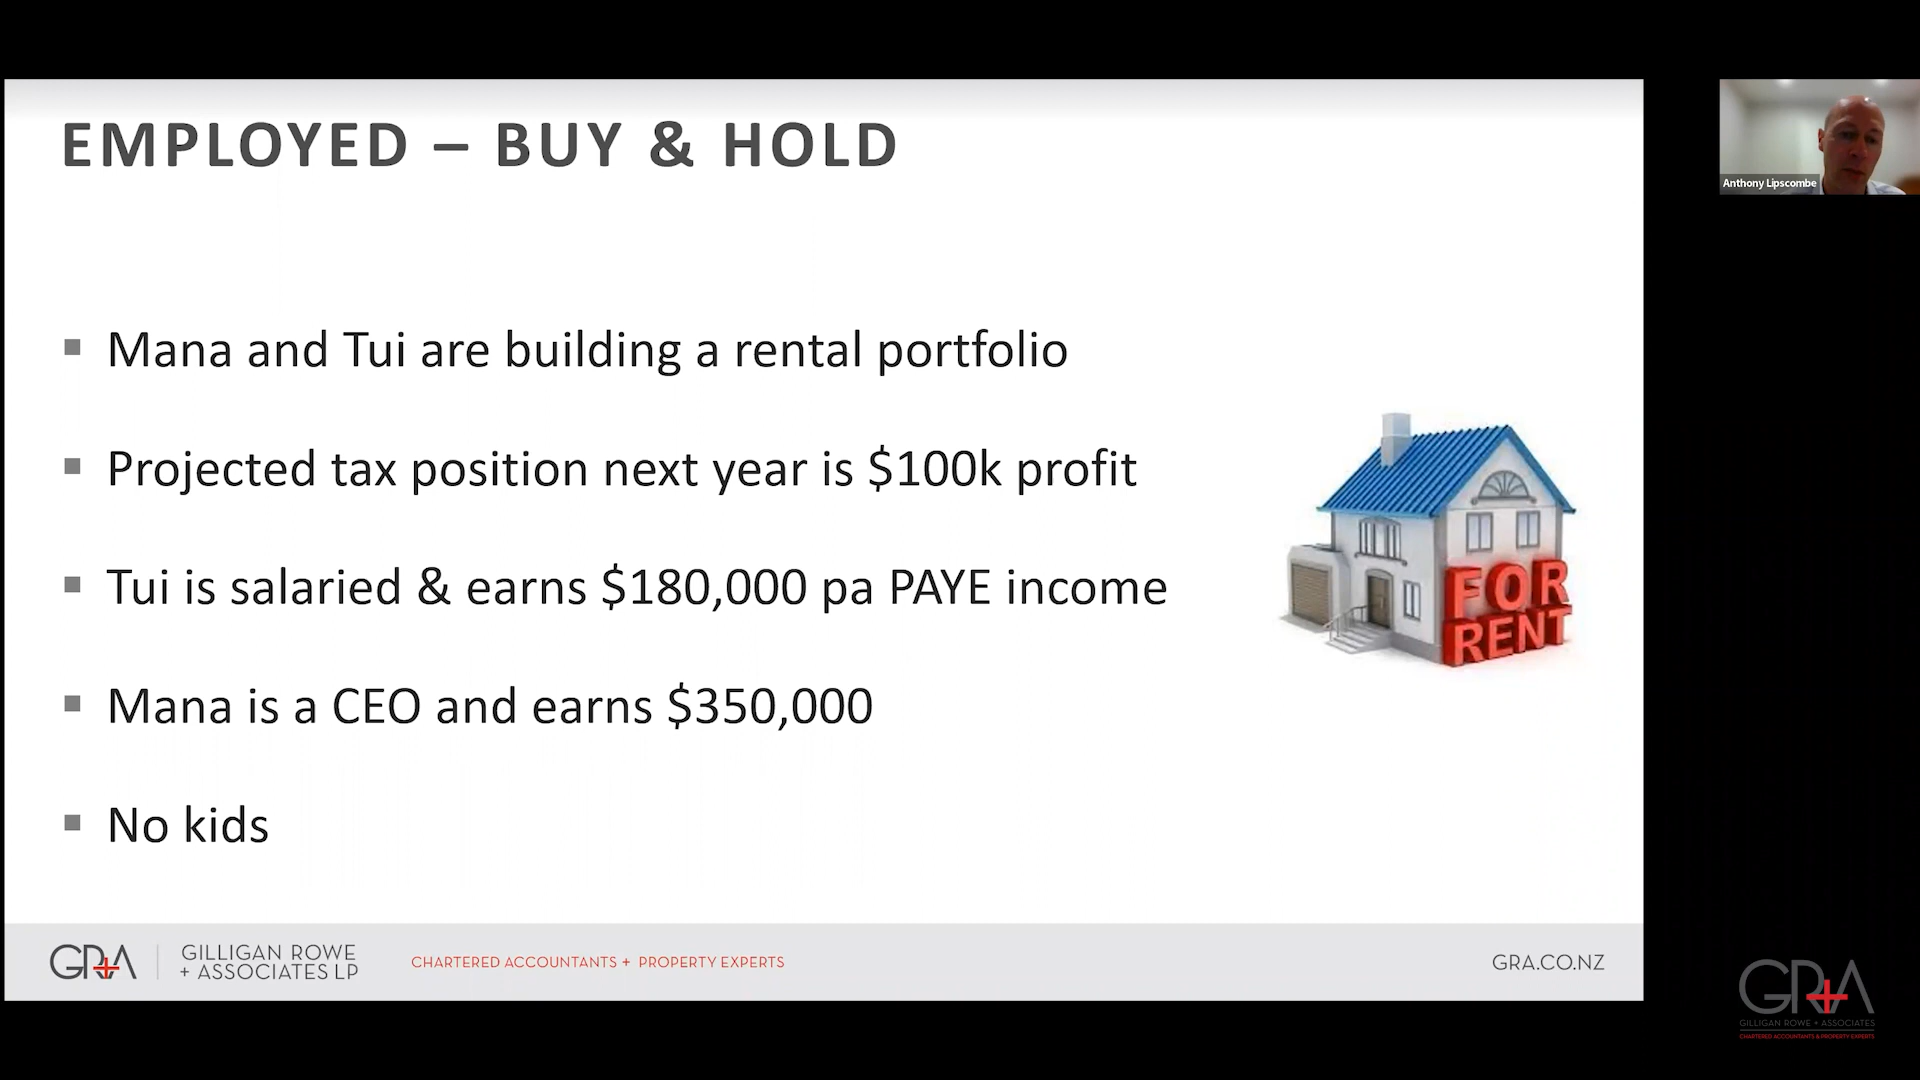 EMPLOYED – BUY & HOLD
Anthony Lipscombe
▪ Mana and Tui are building a rental portfolio
▪ Projected tax position next year is $100k profit
▪ Tui is salaried & earns $180,000 pa PAYE income
▪ Mana is a CEO and earns $350,000
▪ No kids
FOR
RENT
GRA
GILLIGAN ROWE
+ ASSOCIATES LP
CHARTERED ACCOUNTANTS + PROPERTY EXPERTS
GRA.CO.NZ
GRA
GILLIGAN ROWE + ASSOCIATES
CHARTERED ACCOUNTANTS & PROPERTY EXPERTS